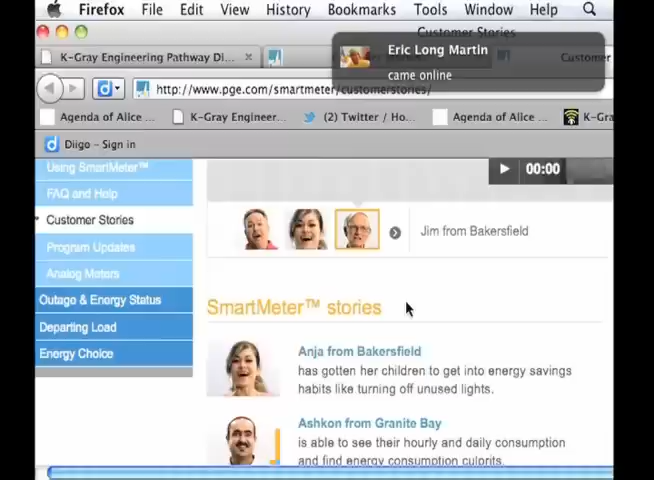 Firefox File Edit View History Bookmarks Tools Window Help
Customer Stories
Eric Long Martin
came online
K-Gray Engineering Pathway Di...
Customer
http://www.pge.com/smartmeter/customerstories/
Agenda of Alice ... K-Gray Engineer... (2) Twitter / Ho... Agenda of Alice ... K-Gra
Diigo - Sign in
Using SmartMeter™
FAQ and Help
Customer Stories
Program Updates
Analog Meters
Outage & Energy Status
Departing Load
Energy Choice
00:00
Jim from Bakersfield
SmartMeter™ stories
Anja from Bakersfield
has gotten her children to get into energy savings
habits like turning off unused lights.
Ashkon from Granite Bay
is able to see their hourly and daily consumption
and find energy consumption culprits.